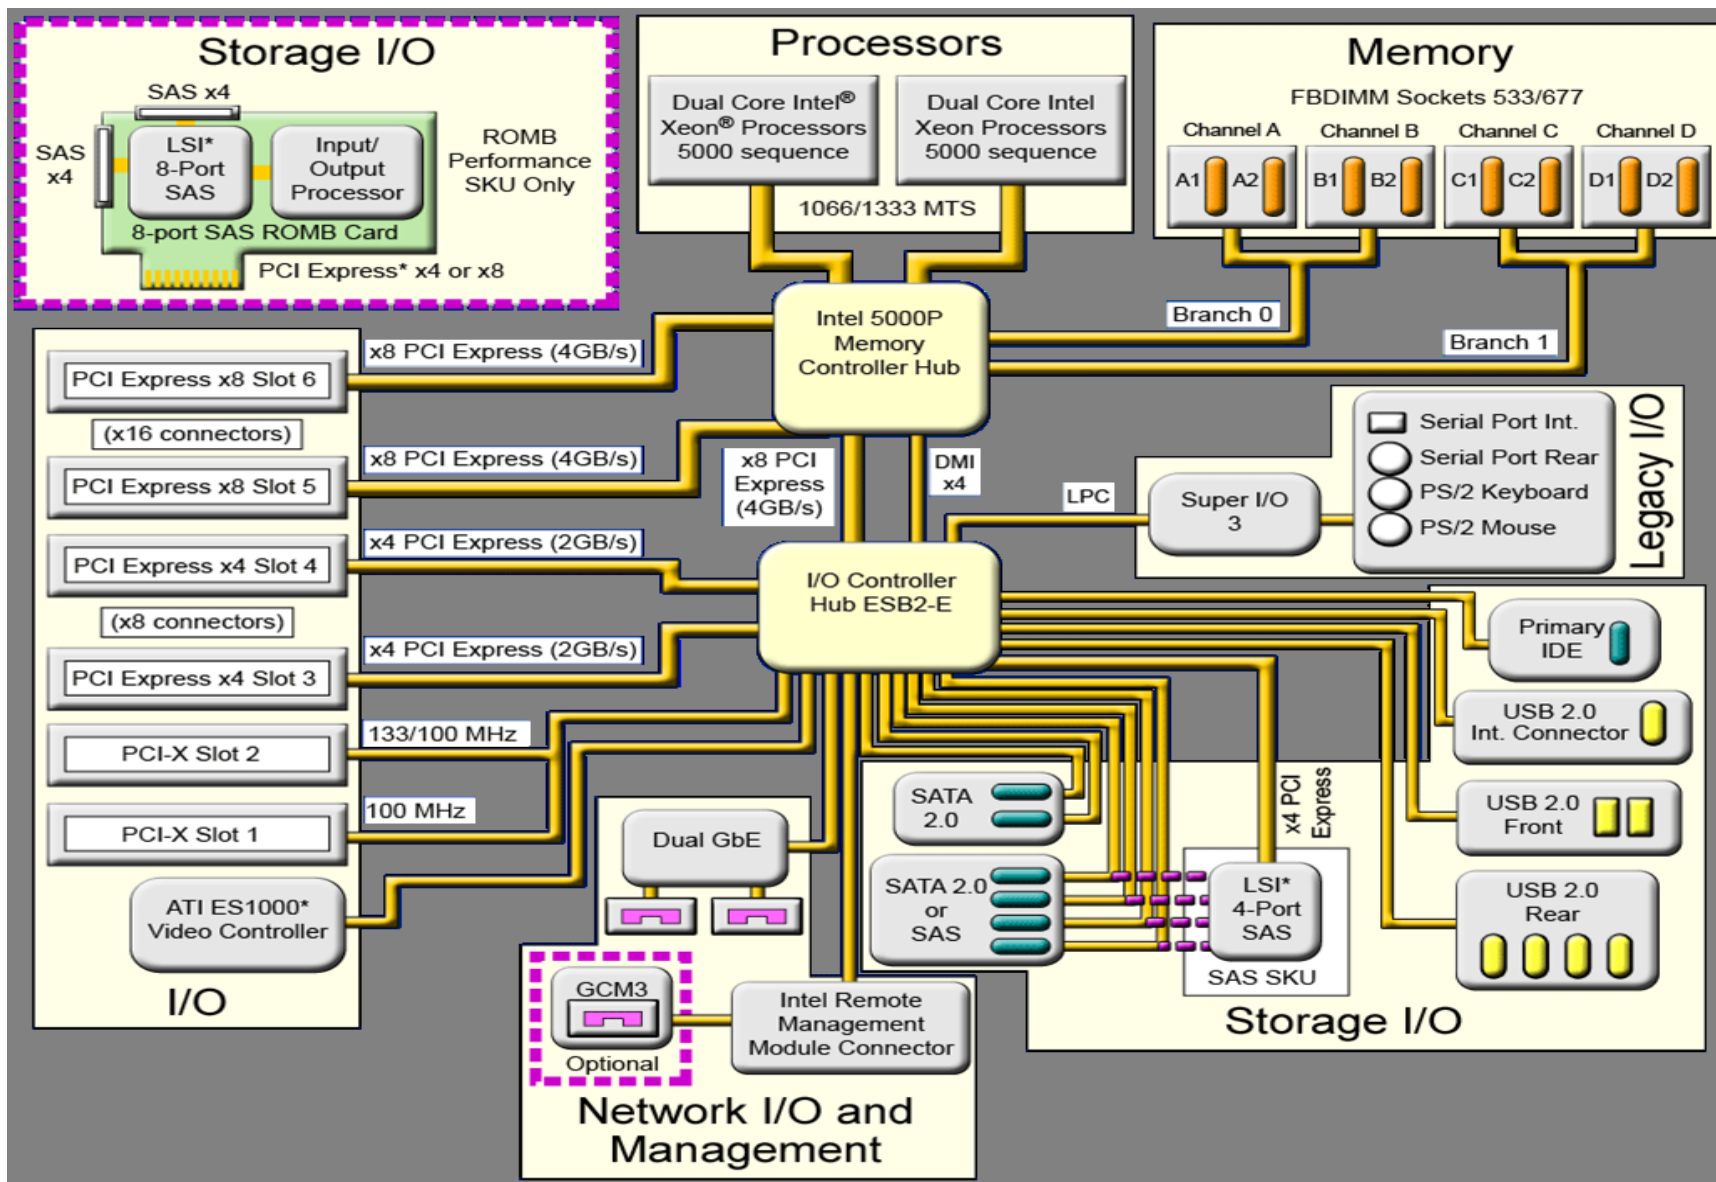 Storage I/O
SAS x4
SAS
x4
LSI*
8-Port
SAS
Input/
Output
Processor
ROMB
Performance
SKU Only
8-port SAS ROMB Card
PCI Express* x4 or x8
Processors
Dual Core Intel®
Xeon® Processors
5000 sequence
Dual Core Intel
Xeon Processors
5000 sequence
1066/1333 MTS
Memory
FBDIMM Sockets 533/677
Channel A
Channel B
Channel C
Channel D
A1
A2
B1
B2
C1
C2
D1
D2
Branch 0
Branch 1
Intel 5000P
Memory
Controller Hub
x8 PCI Express (4GB/s)
PCI Express x8 Slot 6
(x16 connectors)
x8 PCI Express (4GB/s)
PCI Express x8 Slot 5
x4 PCI Express (2GB/s)
PCI Express x4 Slot 4
(x8 connectors)
x4 PCI Express (2GB/s)
PCI Express x4 Slot 3
133/100 MHz
PCI-X Slot 2
100 MHz
PCI-X Slot 1
ATI ES1000*
Video Controller
I/O
x8 PCI
Express
(4GB/s)
DMI
x4
LPC
Super I/O
3
Serial Port Int.
Serial Port Rear
PS/2 Keyboard
PS/2 Mouse
Legacy I/O
I/O Controller
Hub ESB2-E
Primary
IDE
USB 2.0
Int. Connector
USB 2.0
Front
USB 2.0
Rear
x4 PCI
Express
SATA
2.0
SATA 2.0
or
SAS
LSI*
4-Port
SAS
SAS SKU
Storage I/O
Dual GbE
GCM3
Optional
Intel Remote
Management
Module Connector
Network I/O and
Management